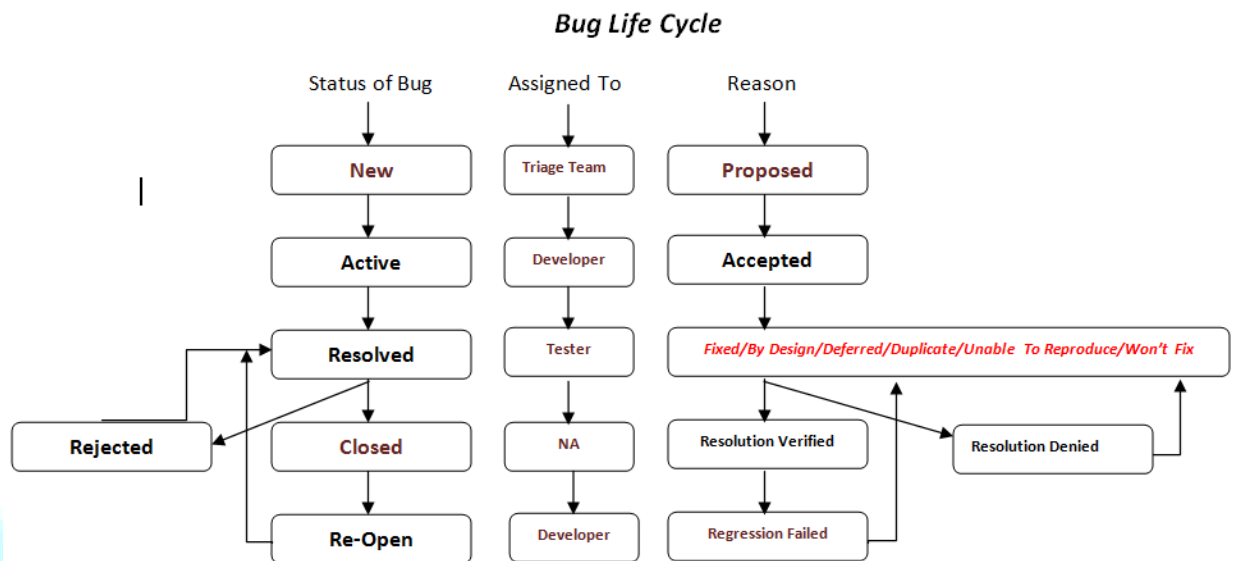 Bug Life Cycle
Status of Bug
Assigned To
Reason
New
Triage Team
Proposed
Active
Developer
Accepted
Resolved
Tester
Fixed/By Design/Deferred/Duplicate/Unable To Reproduce/Won't Fix
Rejected
Closed
NA
Resolution Verified
Resolution Denied
Re-Open
Developer
Regression Failed